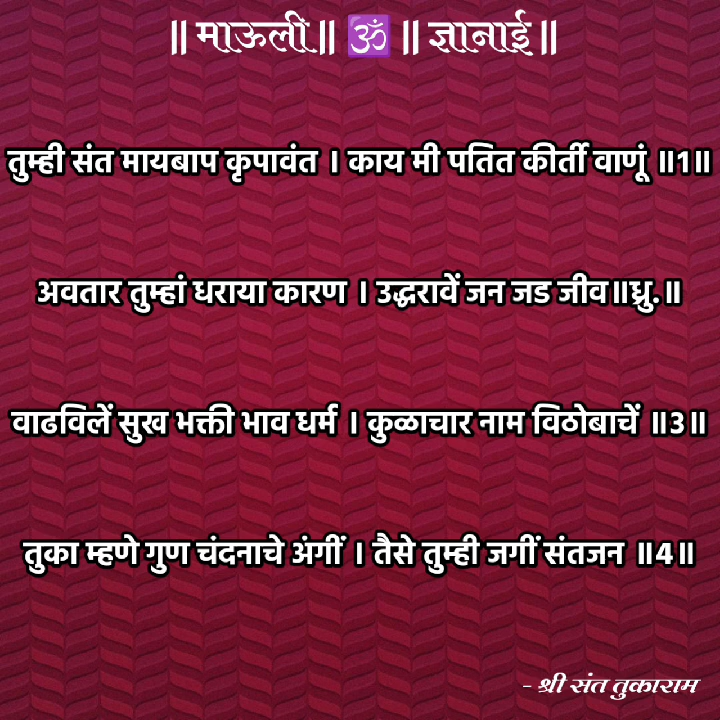 ॥ माऊली ॥ 🕉 ॥ ज्ञानाई ॥
तुम्ही संत मायबाप कृपावंत । काय मी पतित कीर्ती वाणूं ॥1॥
अवतार तुम्हां धराया कारण । उद्धरावें जन जड जीव॥ध्रु.॥
वाढविलें सुख भक्ती भाव धर्म । कुळाचार नाम विठोबाचें ॥3॥
तुका म्हणे गुण चंदनाचे अंगीं । तैसे तुम्ही जगीं संतजन ॥4॥
- श्री संत तुकाराम